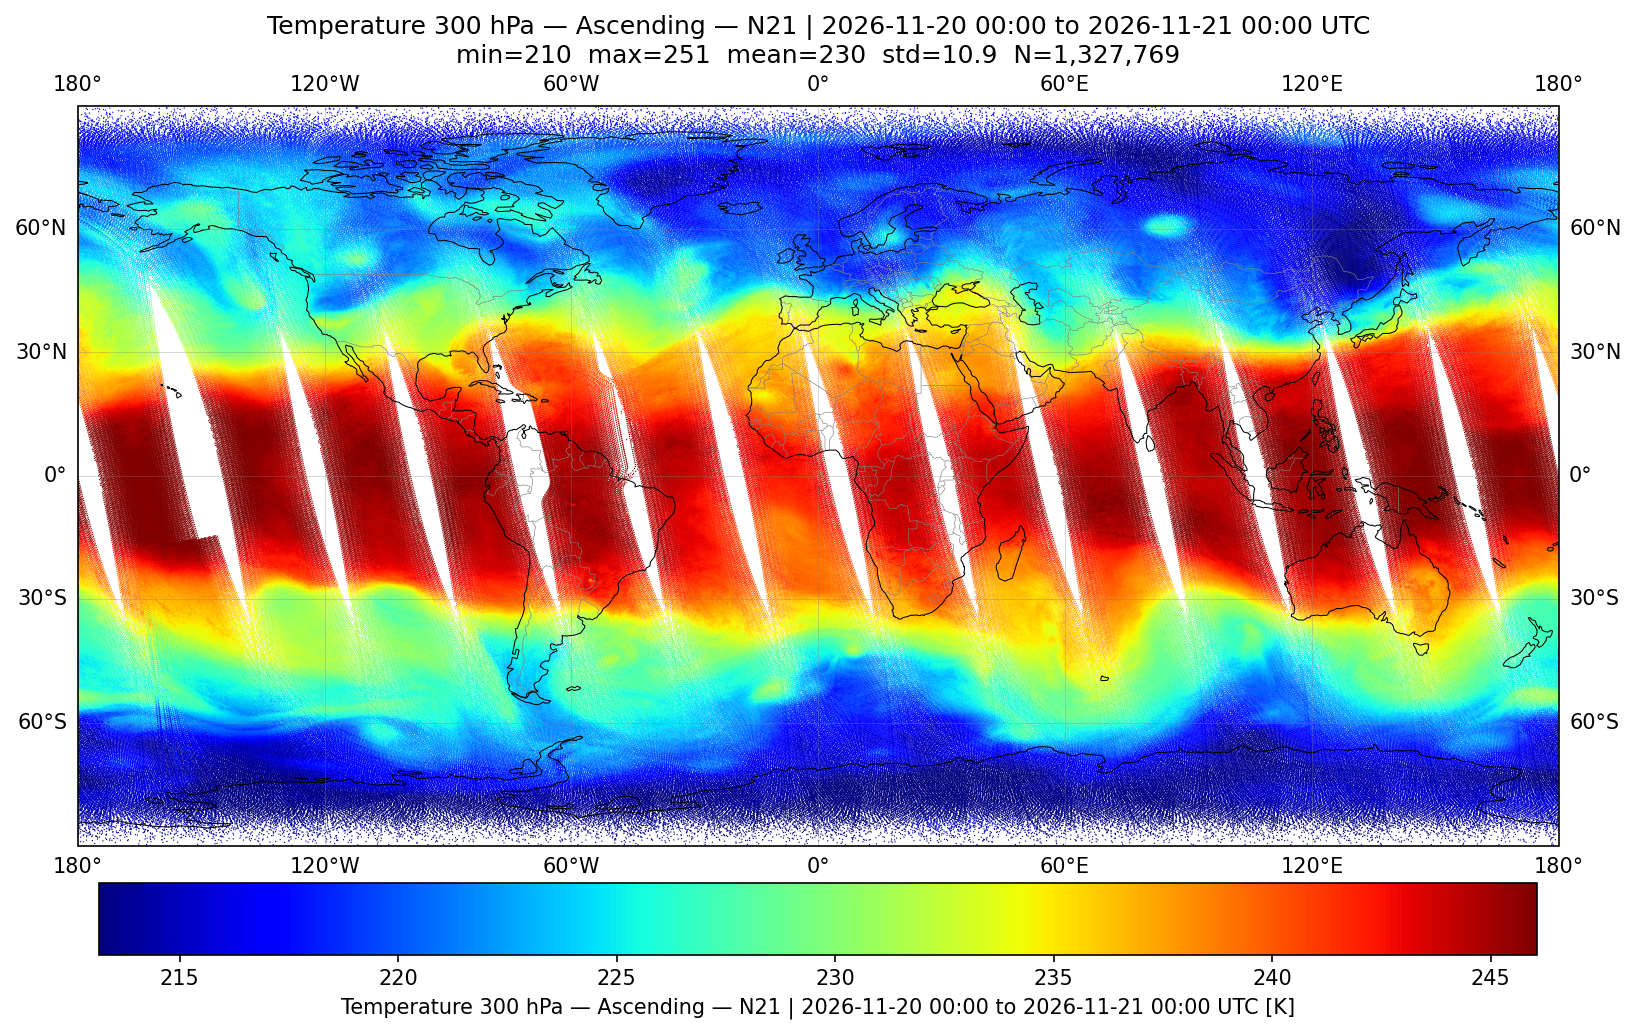 Temperature 300 hPa — Ascending — N21 | 2026-11-20 00:00 to 2026-11-21 00:00 UTC
min=210  max=251  mean=230  std=10.9  N=1,327,769
180° 120°W 60°W 0° 60°E 120°E 180°
60°N 60°N
30°N 30°N
0° 0°
30°S 30°S
60°S 60°S
180° 120°W 60°W 0° 60°E 120°E 180°
215 220 225 230 235 240 245
Temperature 300 hPa — Ascending — N21 | 2026-11-20 00:00 to 2026-11-21 00:00 UTC [K]